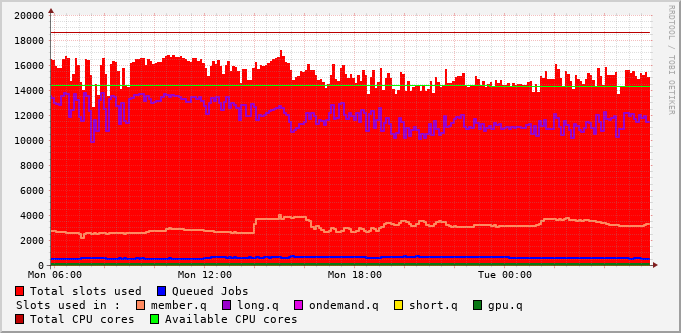 20000
18000
16000
14000
12000
10000
8000
6000
4000
2000
0
Mon 06:00 Mon 12:00 Mon 18:00 Tue 00:00
Total slots used Queued Jobs
Slots used in : member.q long.q ondemand.q short.q gpu.q
Total CPU cores Available CPU cores
RRDTOOL / TOBI OETIKER